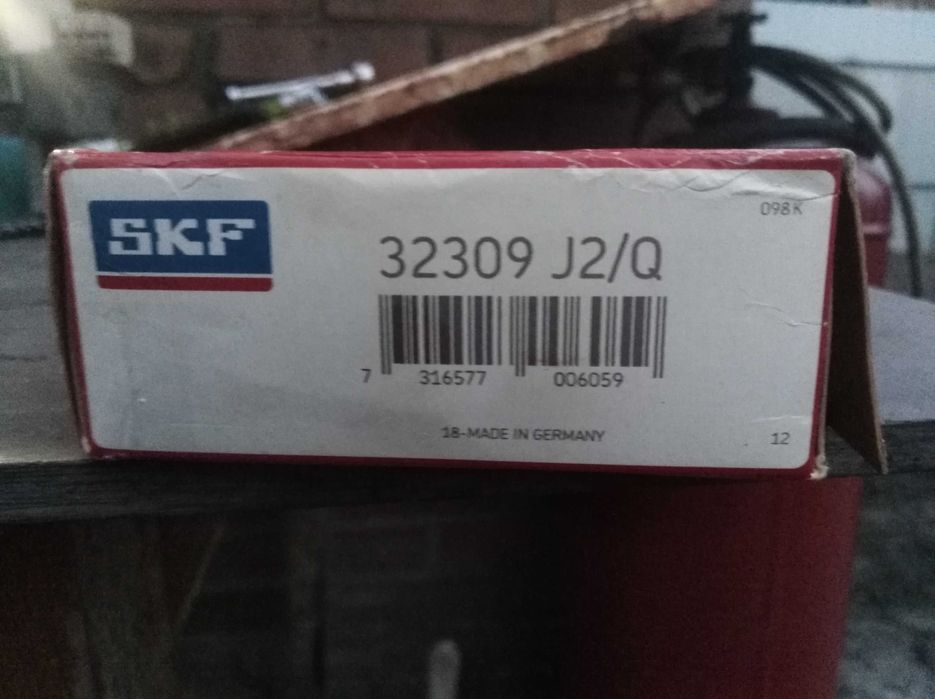 SKF
098K
32309 J2/Q
7 316577 006059
18-MADE IN GERMANY
12